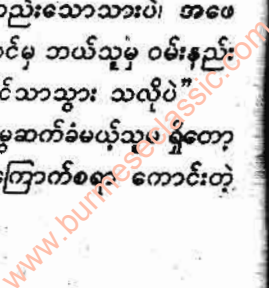 ည်းသောသားပဲ၊ အဖေ
င်မှ ဘယ်သူမှ ဝမ်းနည်း
င်သာသွား သလိုပဲ”
မွေဆက်ခံမယ့်သူမ ရှိတော့
ကြောက်စရာ ကောင်းတဲ့
www.burmeseclassic.com